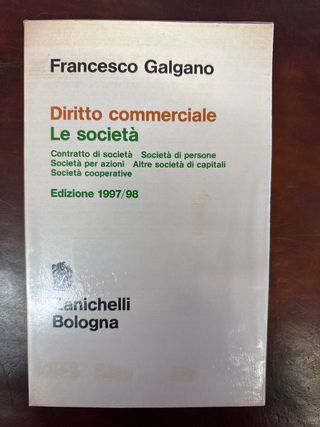 Francesco Galgano
Diritto commerciale
Le società
Contratto di società Società di persone
Società per azioni Altre società di capitali
Società cooperative
Edizione 1997/98
Zanichelli
Bologna